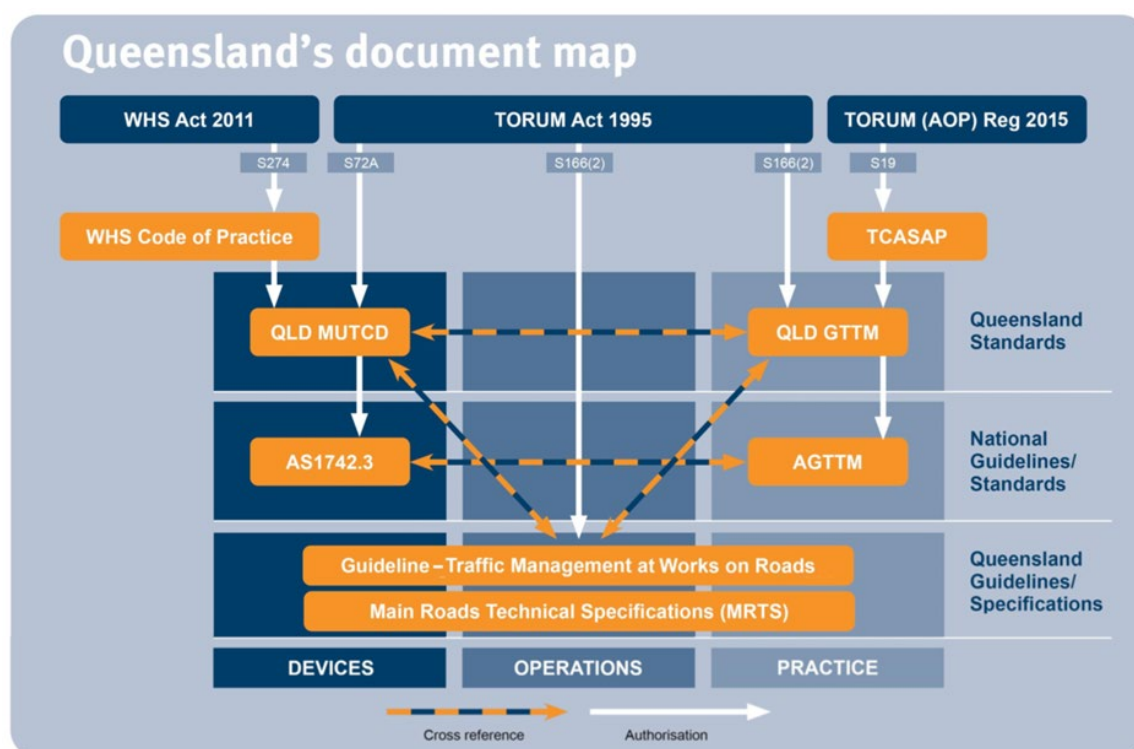 Queensland's document map
WHS Act 2011
TORUM Act 1995
TORUM (AOP) Reg 2015
S274
S72A
S166(2)
S166(2)
S19
WHS Code of Practice
TCASAP
QLD MUTCD
QLD GTTM
Queensland
Standards
AS1742.3
AGTTM
National
Guidelines/
Standards
Guideline – Traffic Management at Works on Roads
Main Roads Technical Specifications (MRTS)
Queensland
Guidelines/
Specifications
DEVICES
OPERATIONS
PRACTICE
Cross reference
Authorisation